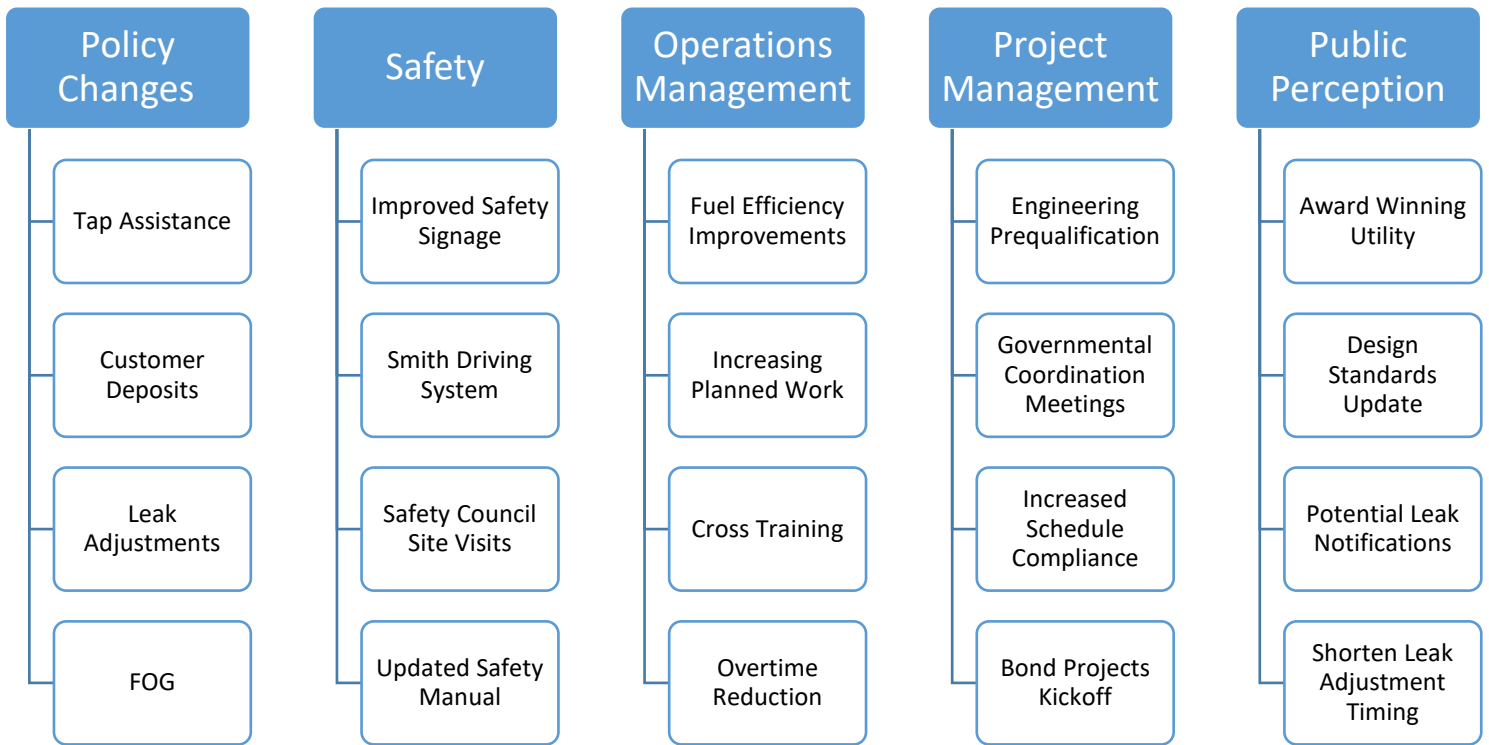 Policy
Changes
Tap Assistance
Customer
Deposits
Leak
Adjustments
FOG
Safety
Improved Safety
Signage
Smith Driving
System
Safety Council
Site Visits
Updated Safety
Manual
Operations
Management
Fuel Efficiency
Improvements
Increasing
Planned Work
Cross Training
Overtime
Reduction
Project
Management
Engineering
Prequalification
Governmental
Coordination
Meetings
Increased
Schedule
Compliance
Bond Projects
Kickoff
Public
Perception
Award Winning
Utility
Design
Standards
Update
Potential Leak
Notifications
Shorten Leak
Adjustment
Timing